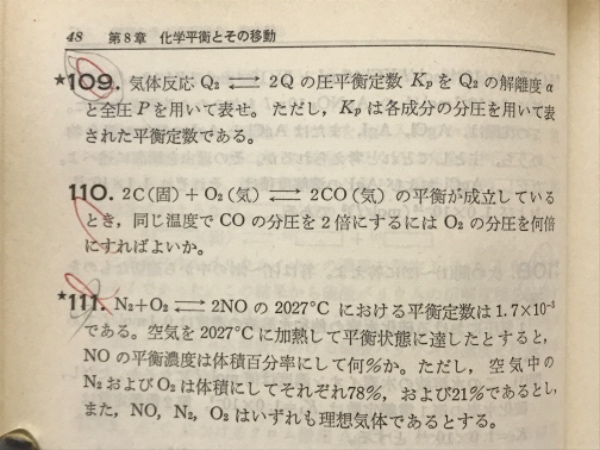 48 第8章 化学平衡とその移動
★109. 気体反応 Q₂ ⇄ 2Q の圧平衡定数 Kₚ を Q₂ の解離度 α
と全圧 P を用いて表せ。ただし，Kₚ は各成分の分圧を用いて表
された平衡定数である。
110. 2C(固)+O₂(気) ⇄ 2CO(気) の平衡が成立している
とき，同じ温度で CO の分圧を2倍にするには O₂ の分圧を何倍
にすればよいか。
★111. N₂+O₂ ⇄ 2NO の 2027°C における平衡定数は 1.7×10⁻³
である。空気を 2027°C に加熱して平衡状態に達したとすると，
NO の平衡濃度は体積百分率にして何%か。ただし，空気中の
N₂ および O₂ は体積にしてそれぞれ78%，および21%であるとし，
また，NO，N₂，O₂ はいずれも理想気体であるとする。